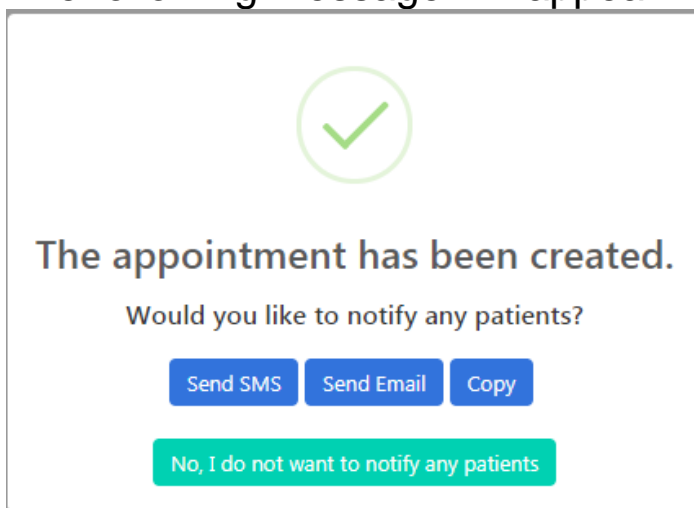 The appointment has been created.
Would you like to notify any patients?
Send SMS Send Email Copy
No, I do not want to notify any patients